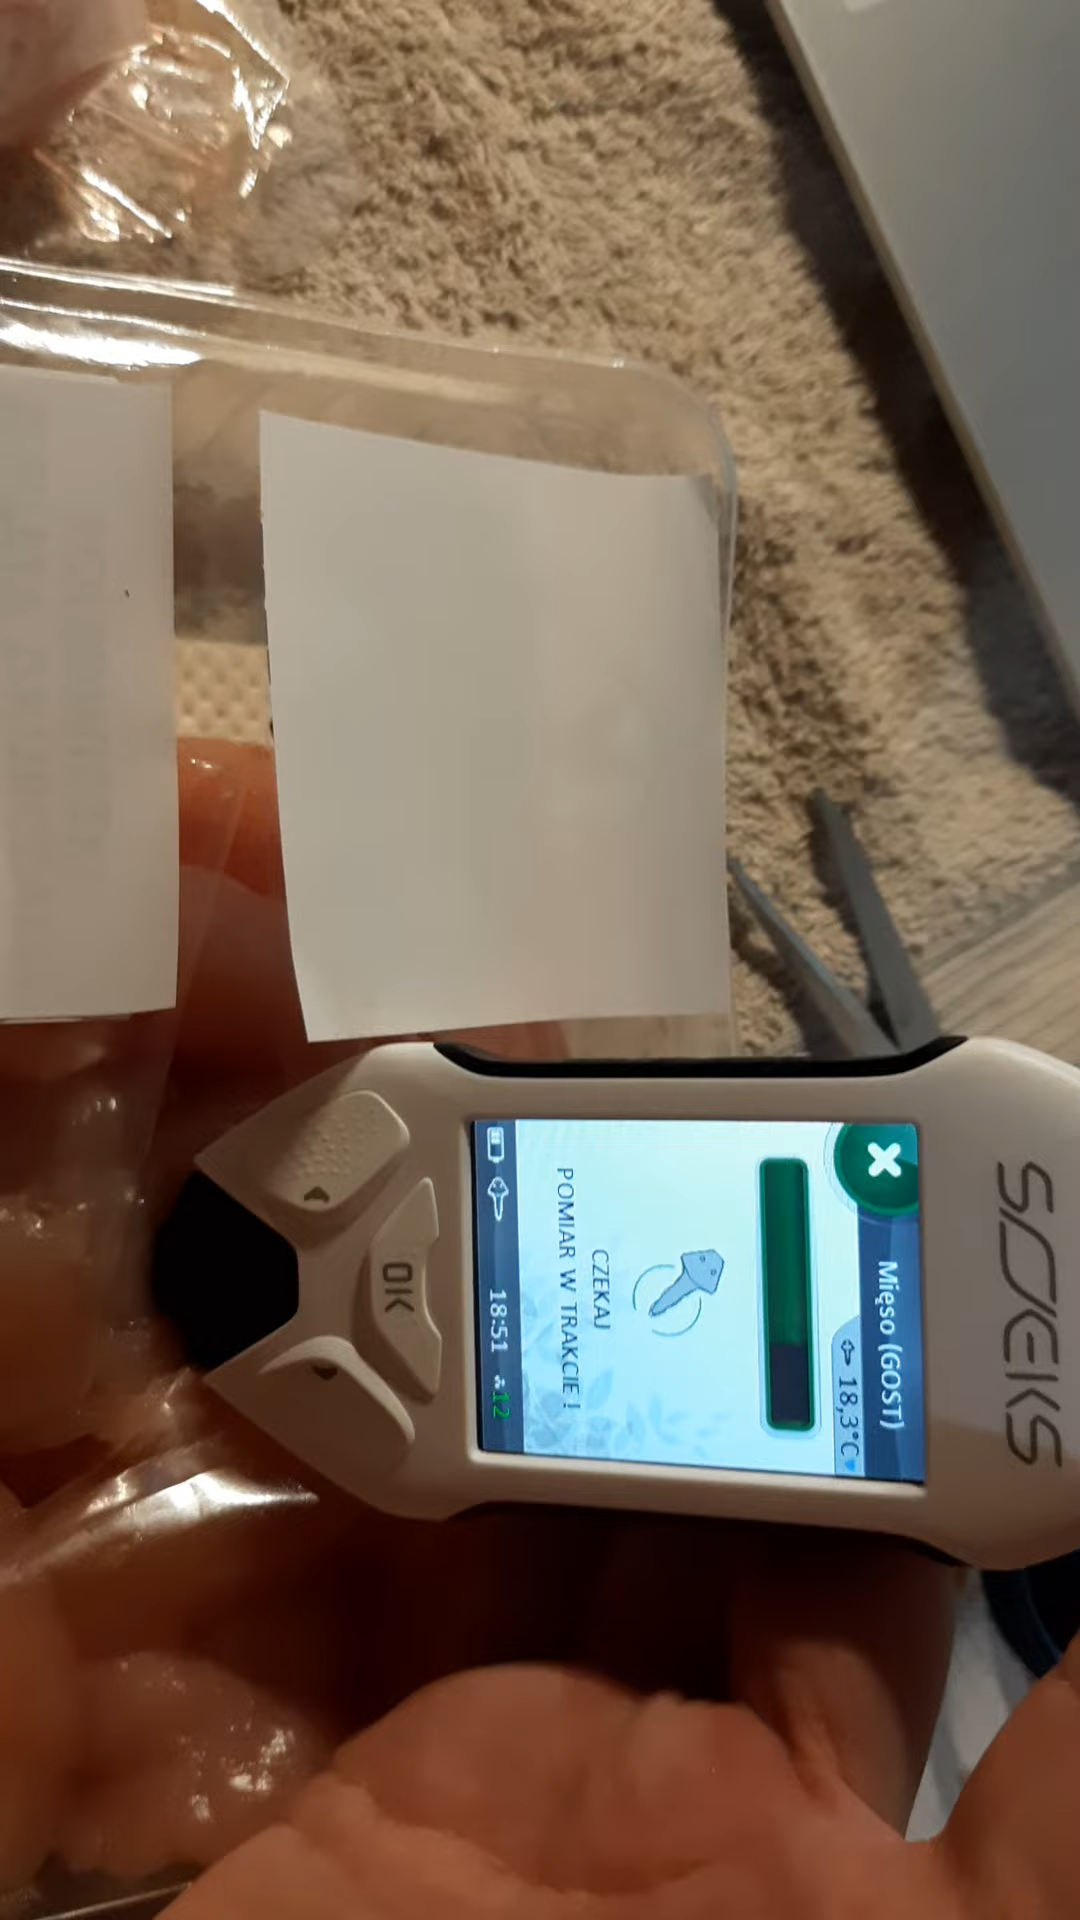 SOEKS
Mięso (GOST)
18,3°C
CZEKAJ
POMIAR W TRAKCIE !
18:51 12
OK